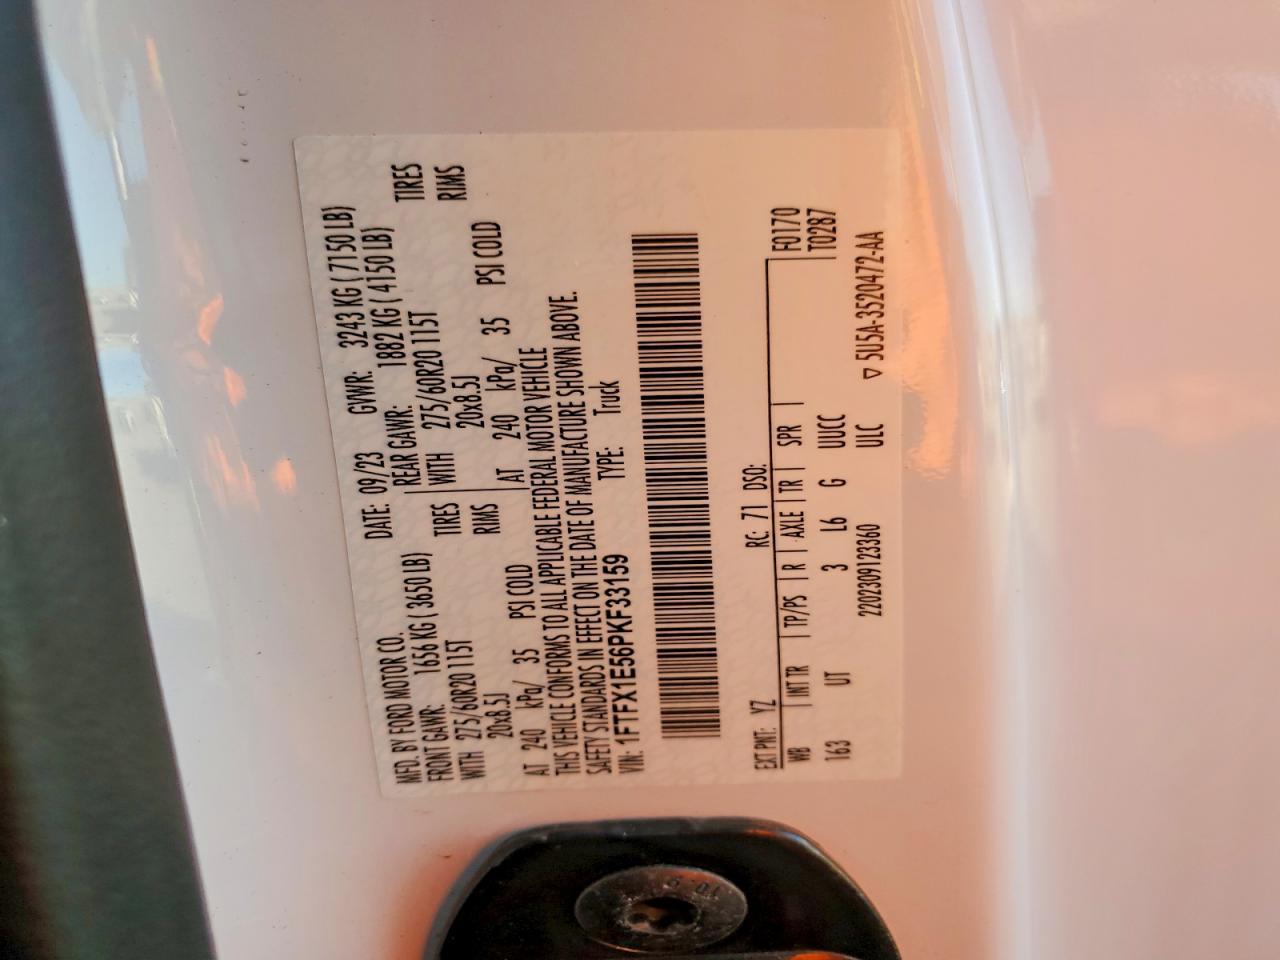 MFD. BY FORD MOTOR CO. DATE: 09/23 GVWR: 3243 KG ( 7150 LB)
FRONT GAWR: 1656 KG ( 3650 LB) REAR GAWR: 1882 KG ( 4150 LB)
WITH 275/60R20 115T TIRES WITH 275/60R20 115T TIRES
20x8.5J RIMS 20x8.5J RIMS
AT 240 kPa/ 35 PSI COLD AT 240 kPa/ 35 PSI COLD
THIS VEHICLE CONFORMS TO ALL APPLICABLE FEDERAL MOTOR VEHICLE
SAFETY STANDARDS IN EFFECT ON THE DATE OF MANUFACTURE SHOWN ABOVE.
VIN: 1FTFX1E56PKF33159 TYPE: Truck
EXT PNT: YZ RC: 71 DSO: F0170
WB INT TR TP/PS R AXLE TR SPR T0287
163 UT 3 L6 G UUCC
2202309123360 ULC ▽ 5U5A-3520472-AA